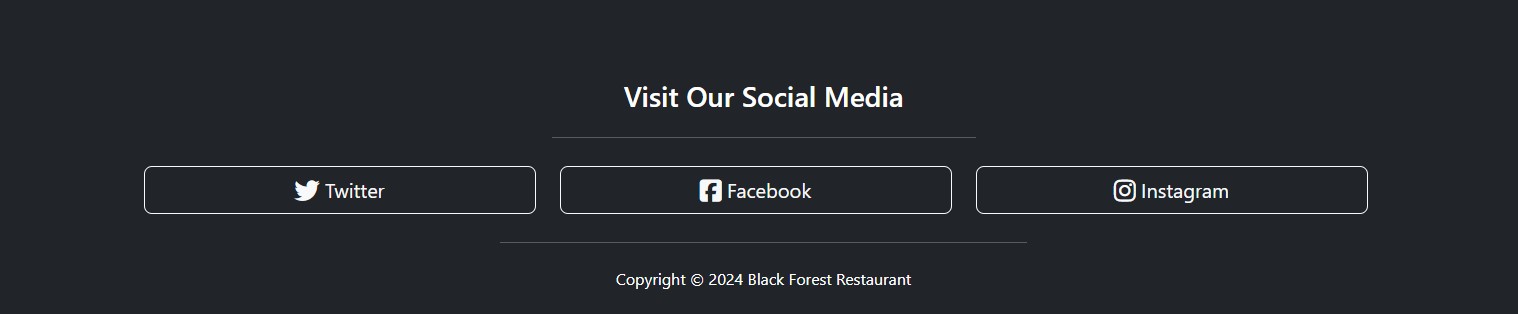 Visit Our Social Media
Twitter Facebook Instagram
Copyright © 2024 Black Forest Restaurant